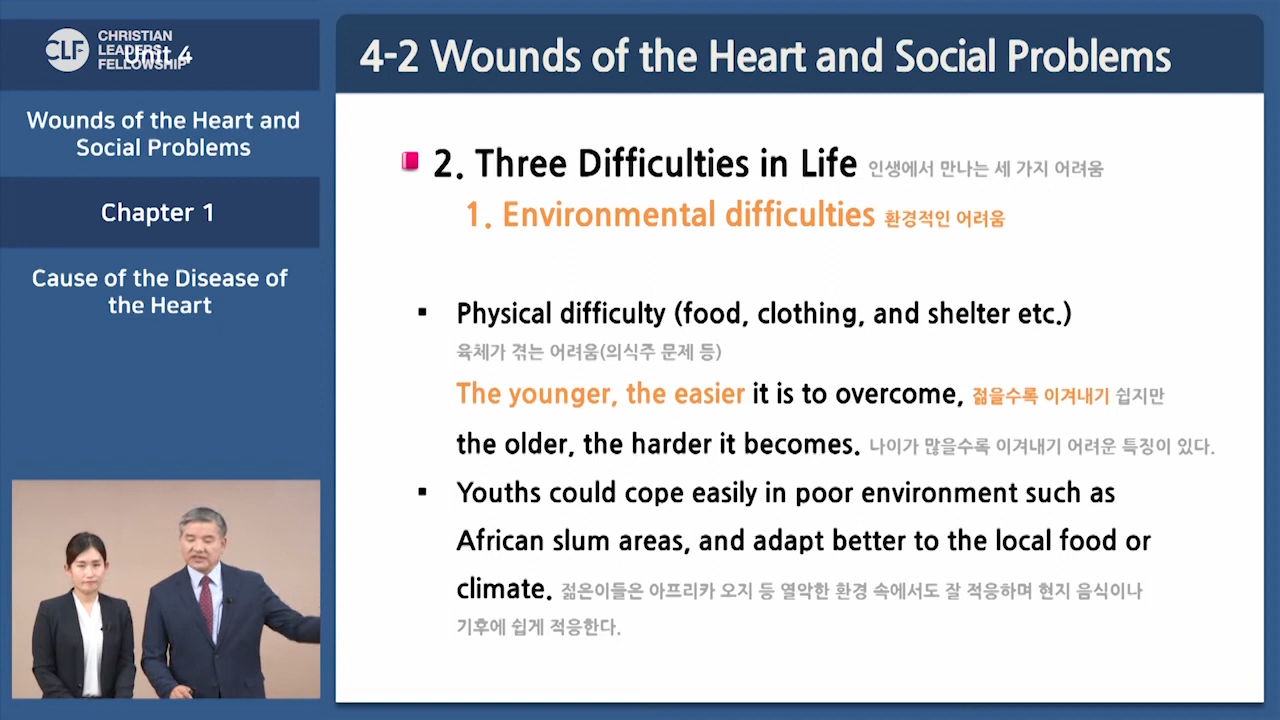 CLF
CHRISTIAN
LEADERS
FELLOWSHIP
Unit 4
Wounds of the Heart and
Social Problems
Chapter 1
Cause of the Disease of
the Heart
4-2 Wounds of the Heart and Social Problems
2. Three Difficulties in Life 인생에서 만나는 세 가지 어려움
1. Environmental difficulties 환경적인 어려움
▪ Physical difficulty (food, clothing, and shelter etc.)
육체가 겪는 어려움(의식주 문제 등)
The younger, the easier it is to overcome, 젊을수록 이겨내기 쉽지만
the older, the harder it becomes. 나이가 많을수록 이겨내기 어려운 특징이 있다.
▪ Youths could cope easily in poor environment such as
African slum areas, and adapt better to the local food or
climate. 젊은이들은 아프리카 오지 등 열악한 환경 속에서도 잘 적응하며 현지 음식이나
기후에 쉽게 적응한다.